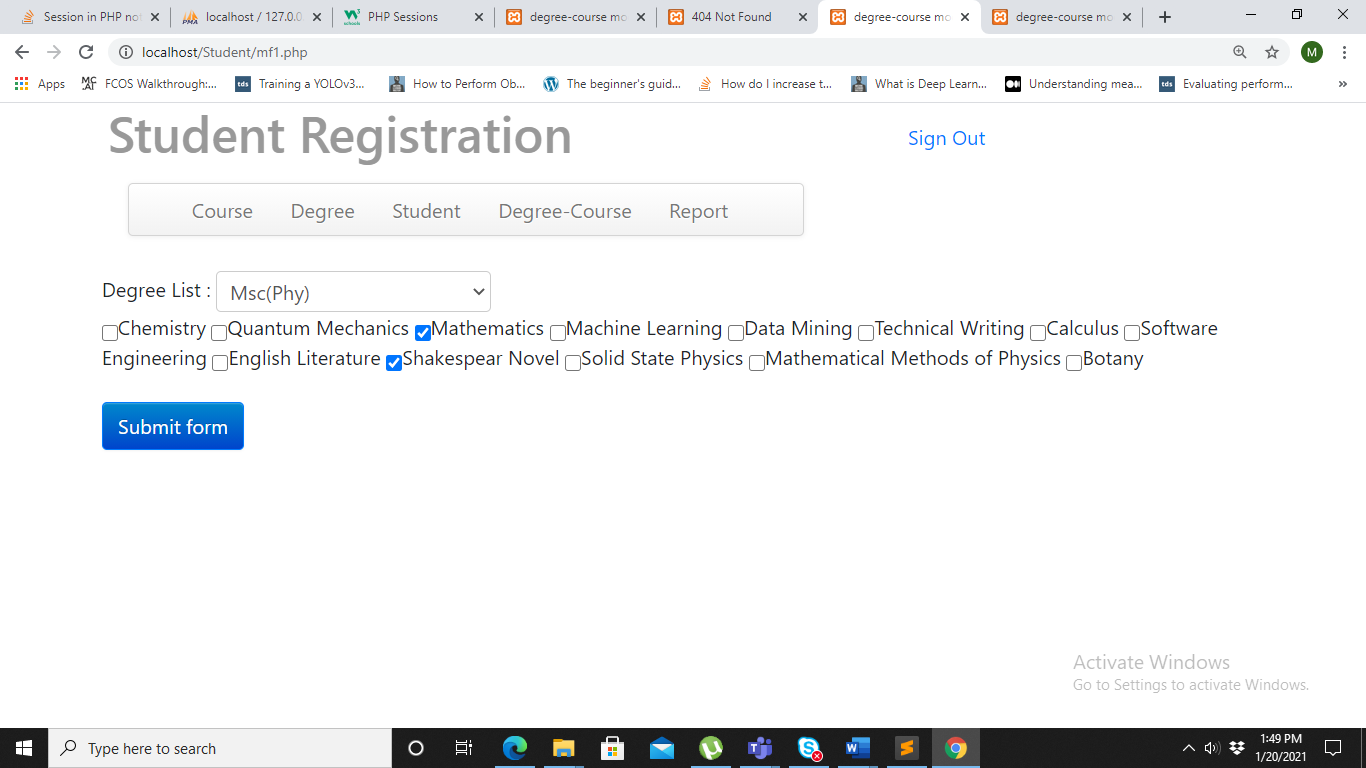 Session in PHP no
localhost / 127.0.0
PHP Sessions
degree-course mo
404 Not Found
degree-course mo
degree-course mo
localhost/Student/mf1.php
M
Apps
FCOS Walkthrough:...
tds Training a YOLOv3...
How to Perform Ob...
The beginner's guid...
How do I increase t...
What is Deep Learn...
Understanding mea...
tds Evaluating perform...
Student Registration
Sign Out
Course Degree Student Degree-Course Report
Degree List : Msc(Phy)
Chemistry Quantum Mechanics Mathematics Machine Learning Data Mining Technical Writing Calculus Software
Engineering English Literature Shakespear Novel Solid State Physics Mathematical Methods of Physics Botany
Submit form
Activate Windows
Go to Settings to activate Windows.
Type here to search
1:49 PM
1/20/2021